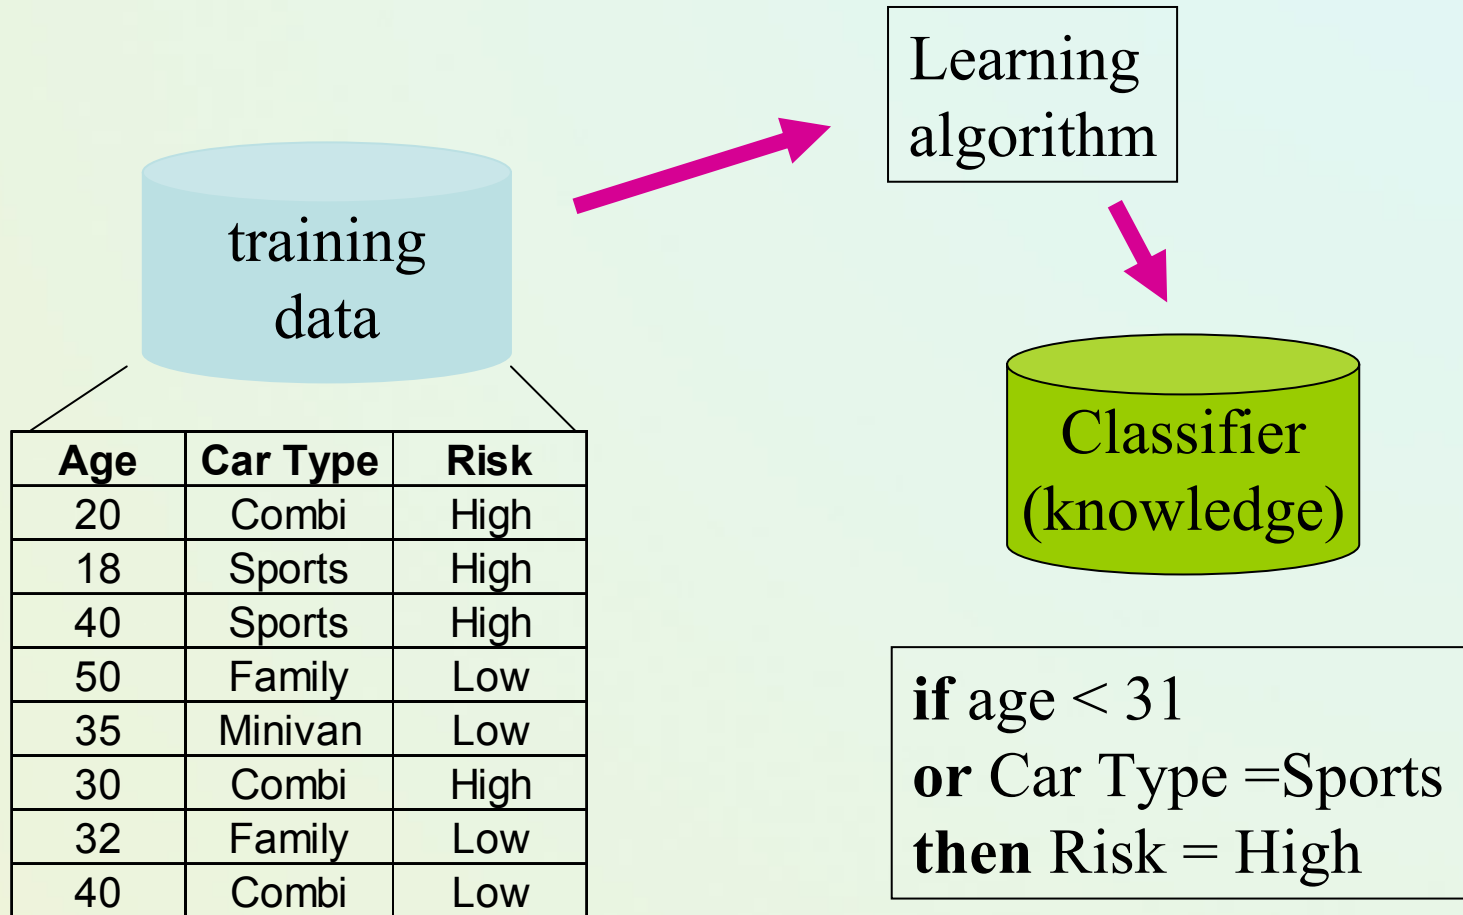 Learning
algorithm
training
data
Classifier
(knowledge)
Age Car Type Risk
20 Combi High
18 Sports High
40 Sports High
50 Family Low
35 Minivan Low
30 Combi High
32 Family Low
40 Combi Low
if age < 31
or Car Type =Sports
then Risk = High